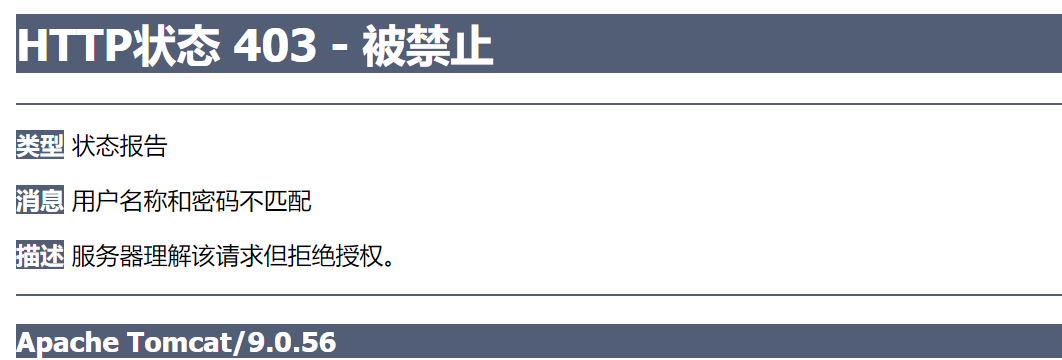 HTTP状态 403 - 被禁止
类型 状态报告
消息 用户名称和密码不匹配
描述 服务器理解该请求但拒绝授权。
Apache Tomcat/9.0.56